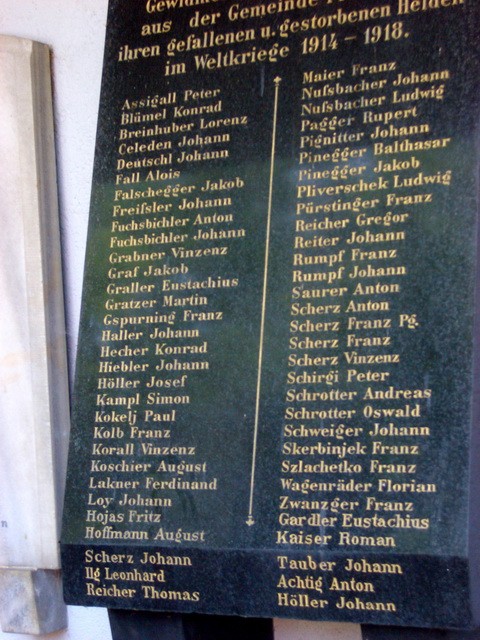 Gewidmet
aus der Gemeinde
ihren gefallenen u. gestorbenen Helden
im Weltkriege 1914 – 1918.
Assigall Peter
Blümel Konrad
Breinhuber Lorenz
Celeden Johann
Deutschl Johann
Fall Alois
Falschegger Jakob
Freifsler Johann
Fuchsbichler Anton
Fuchsbichler Johann
Grabner Vinzenz
Graf Jakob
Graller Eustachius
Gratzer Martin
Gspurning Franz
Haller Johann
Hecher Konrad
Hiebler Johann
Höller Josef
Kampl Simon
Kokelj Paul
Kolb Franz
Korall Vinzenz
Koschier August
Lakner Ferdinand
Loy Johann
Hojas Fritz
Hoffmann August
Maier Franz
Nufsbacher Johann
Nufsbacher Ludwig
Pagger Rupert
Pignitter Johann
Pinegger Balthasar
Pinegger Jakob
Pliverschek Ludwig
Pürstinger Franz
Reicher Gregor
Reiter Johann
Rumpf Franz
Rumpf Johann
Saurer Anton
Scherz Anton
Scherz Franz Pg.
Scherz Franz
Scherz Vinzenz
Schirgi Peter
Schrotter Andreas
Schrotter Oswald
Schweiger Johann
Skerbinjek Franz
Szlachetko Franz
Wagenräder Florian
Zwanzger Franz
Gardler Eustachius
Kaiser Roman
Scherz Johann
Ilg Leonhard
Reicher Thomas
Tauber Johann
Achtig Anton
Höller Johann